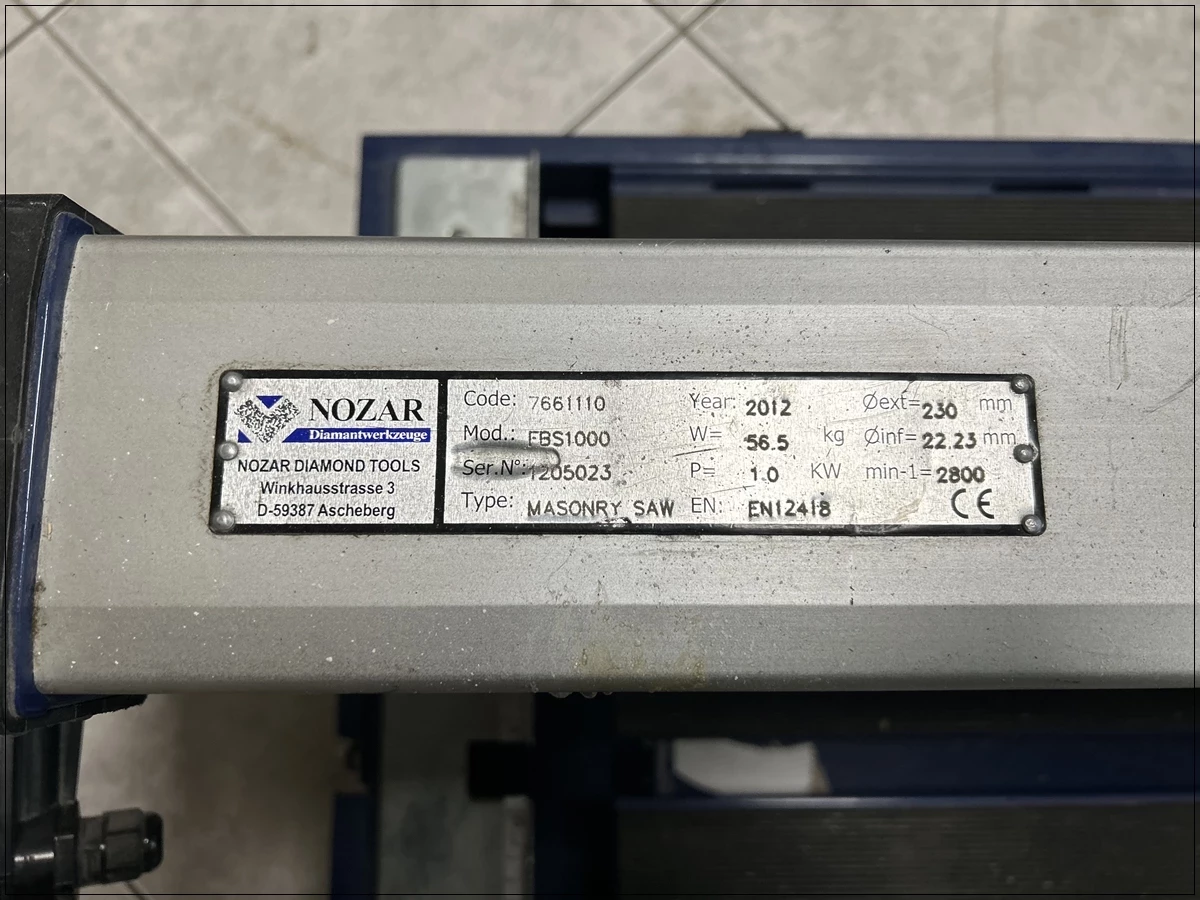 NOZAR
Diamantwerkzeuge
NOZAR DIAMOND TOOLS
Winkhausstrasse 3
D-59387 Ascheberg
Code: 7661110 Year: 2012 Øext= 230 mm
Mod.: FBS1000 W= 56.5 kg Øinf= 22.23 mm
Ser.N°: 1205023 P= 1.0 KW min-1= 2800
Type: MASONRY SAW EN: EN12418 CE